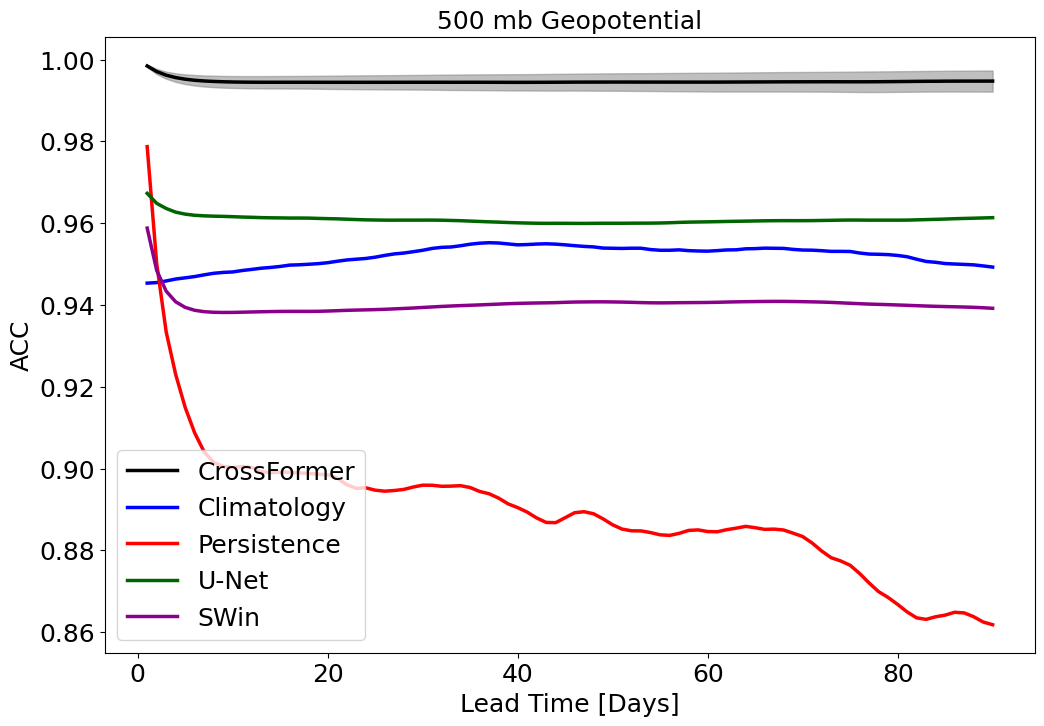 500 mb Geopotential
ACC
1.00
0.98
0.96
0.94
0.92
0.90
0.88
0.86
CrossFormer
Climatology
Persistence
U-Net
SWin
0 20 40 60 80
Lead Time [Days]